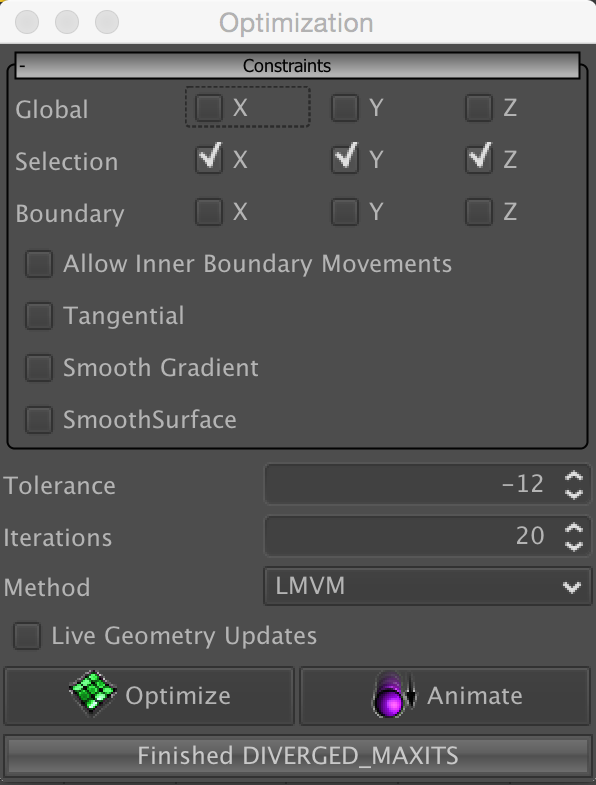 Optimization
- Constraints
Global X Y Z
Selection X Y Z
Boundary X Y Z
Allow Inner Boundary Movements
Tangential
Smooth Gradient
SmoothSurface
Tolerance -12
Iterations 20
Method LMVM
Live Geometry Updates
Optimize Animate
Finished DIVERGED_MAXITS